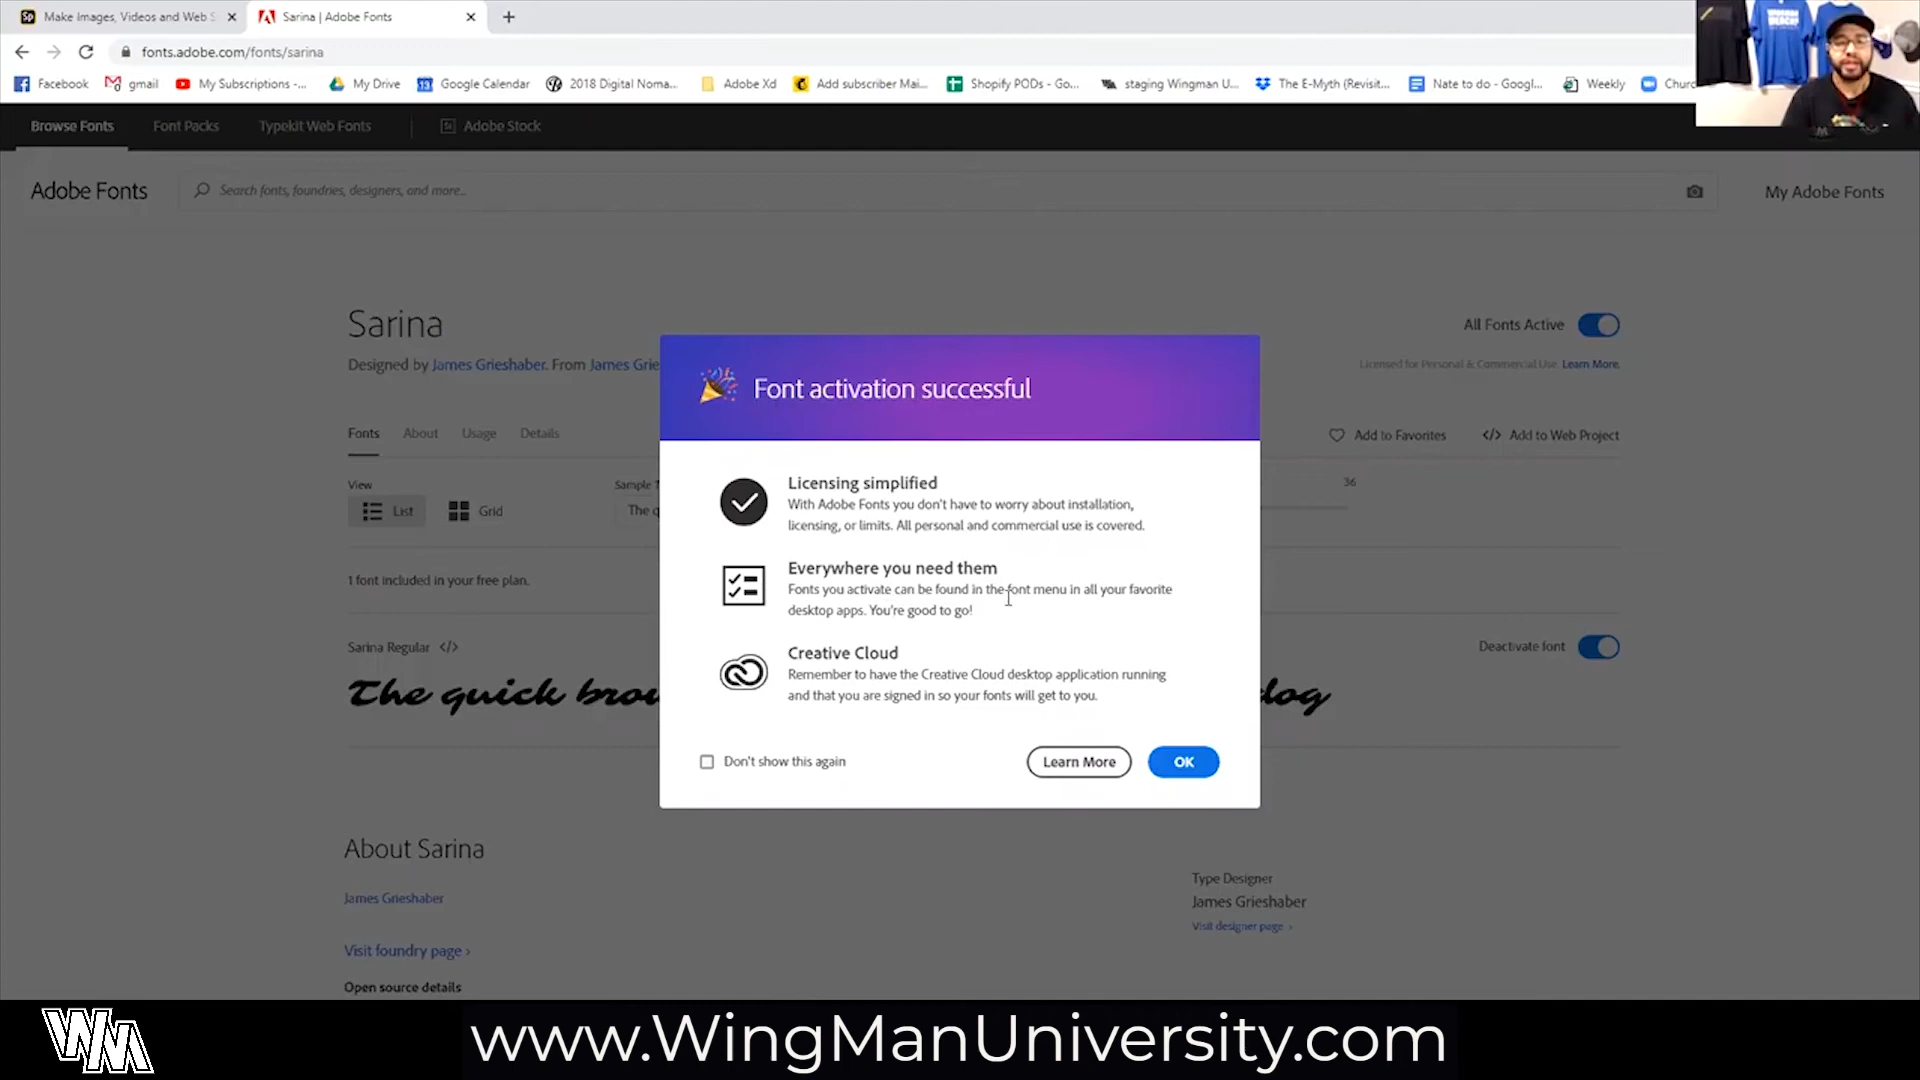 Make Images, Videos and Web S
Sarina | Adobe Fonts
fonts.adobe.com/fonts/sarina
Facebook
gmail
My Subscriptions -...
My Drive
Google Calendar
2018 Digital Noma...
Adobe Xd
Add subscriber Mai...
Shopify PODs - Go...
staging Wingman U...
The E-Myth (Revisit...
Nate to do - Googl...
Weekly
Churc
Browse Fonts
Font Packs
Typekit Web Fonts
Adobe Stock
Adobe Fonts
Search fonts, foundries, designers, and more...
My Adobe Fonts
Sarina
All Fonts Active
Designed by James Grieshaber. From James Grie
Licensed for Personal & Commercial Use. Learn More.
Font activation successful
Fonts
About
Usage
Details
Add to Favorites
</> Add to Web Project
View
List
Grid
Sample T
The q
36
Licensing simplified
With Adobe Fonts you don't have to worry about installation,
licensing, or limits. All personal and commercial use is covered.
Everywhere you need them
Fonts you activate can be found in the font menu in all your favorite
desktop apps. You're good to go!
1 font included in your free plan.
Sarina Regular </>
Deactivate font
The quick brow
dog
Creative Cloud
Remember to have the Creative Cloud desktop application running
and that you are signed in so your fonts will get to you.
Don't show this again
Learn More
OK
About Sarina
James Grieshaber
Visit foundry page ›
Open source details
Type Designer
James Grieshaber
Visit designer page ›
WM
www.WingManUniversity.com